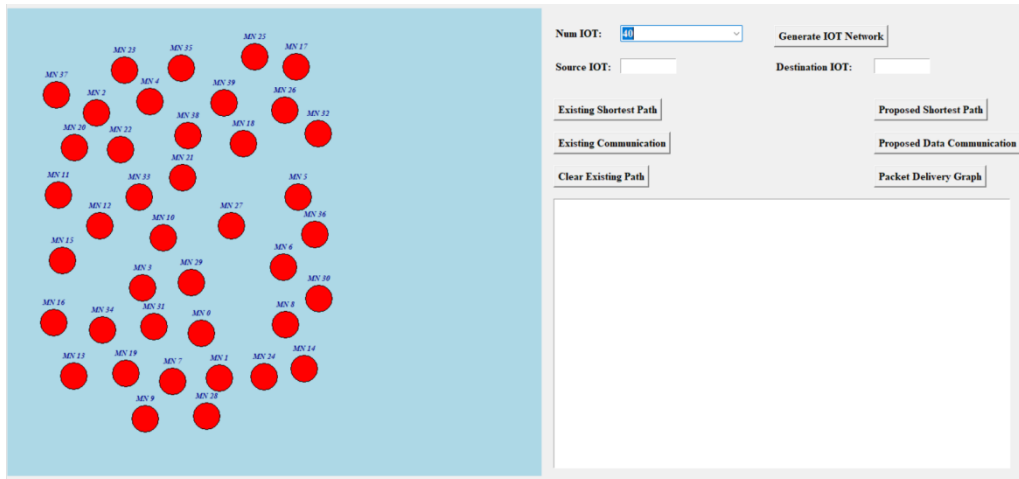 MN 25
MN 35
MN 17
MN 23
MN 37
MN 4
MN 39
MN 2
MN 26
MN 32
MN 38
MN 18
MN 20
MN 22
MN 21
MN 11
MN 33
MN 5
MN 12
MN 27
MN 10
MN 36
MN 15
MN 6
MN 3
MN 29
MN 30
MN 16
MN 34
MN 31
MN 0
MN 8
MN 13
MN 19
MN 7
MN 1
MN 24
MN 14
MN 9
MN 28
Num IOT: 40 Generate IOT Network
Source IOT: Destination IOT:
Existing Shortest Path Proposed Shortest Path
Existing Communication Proposed Data Communication
Clear Existing Path Packet Delivery Graph